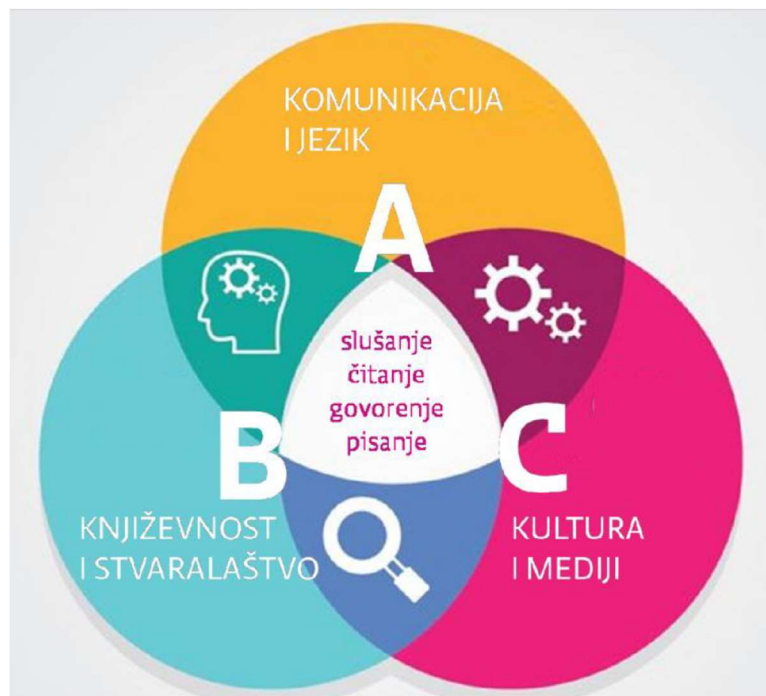 KOMUNIKACIJA
I JEZIK
A
slušanje
čitanje
govorenje
pisanje
B
C
KNJIŽEVNOST
I STVARALAŠTVO
KULTURA
I MEDIJI